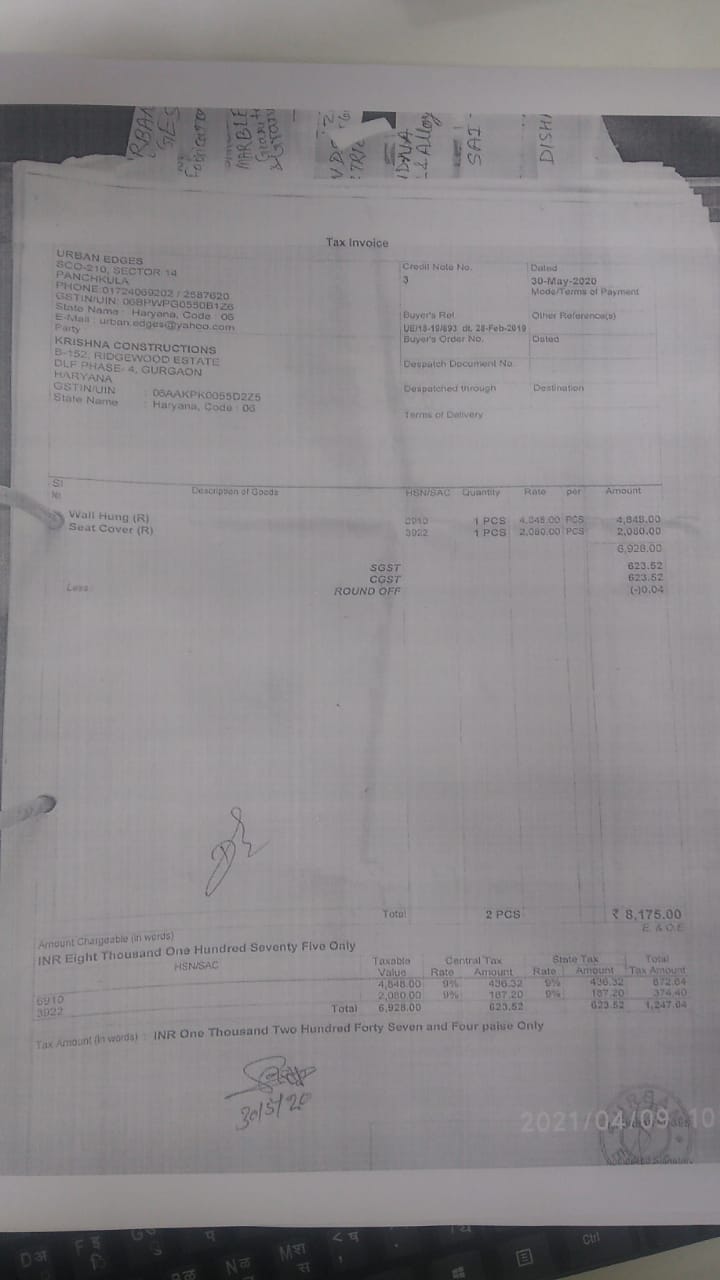 MARBLE
SAI
DISH
Tax Invoice
URBAN EDGES
SCO-210, SECTOR 14
PANCHKULA
PHONE:01724069202 / 2587620
GSTIN/UIN: 06BPWPG0550B1Z6
State Name : Haryana, Code : 06
E-Mail : urban.edges@yahoo.com
Party
KRISHNA CONSTRUCTIONS
B-152, RIDGEWOOD ESTATE
DLF PHASE- 4, GURGAON
HARYANA
GSTIN/UIN : 06AAKPK0055D2Z5
State Name : Haryana, Code : 06
Credit Note No. Dated
3 30-May-2020
Mode/Terms of Payment
Buyer's Ref Other Reference(s)
UE/18-19/893 dt. 28-Feb-2019
Buyer's Order No. Dated
Despatch Document No.
Despatched through Destination
Terms of Delivery
Sl Description of Goods HSN/SAC Quantity Rate per Amount
Wall Hung (R) 6910 1 PCS 4,848.00 PCS 4,848.00
Seat Cover (R) 3922 1 PCS 2,080.00 PCS 2,080.00
6,928.00
SGST 623.52
CGST 623.52
Less : ROUND OFF (-)0.04
Total 2 PCS ₹ 8,175.00
E. & O.E
Amount Chargeable (in words)
INR Eight Thousand One Hundred Seventy Five Only
HSN/SAC Taxable Central Tax State Tax Total
Value Rate Amount Rate Amount Tax Amount
6910 4,848.00 9% 436.32 9% 436.32 872.64
3922 2,080.00 9% 187.20 9% 187.20 374.40
Total 6,928.00 623.52 623.52 1,247.04
Tax Amount (in words) : INR One Thousand Two Hundred Forty Seven and Four paise Only
30/5/20
2021/04/09 10
Ctrl